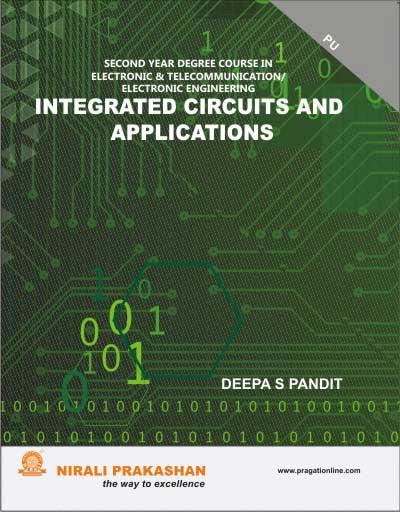 PU
SECOND YEAR DEGREE COURSE IN
ELECTRONIC & TELECOMMUNICATION/
ELECTRONIC ENGINEERING
INTEGRATED CIRCUITS AND
APPLICATIONS
DEEPA S PANDIT
NIRALI PRAKASHAN
the way to excellence
www.pragationline.com